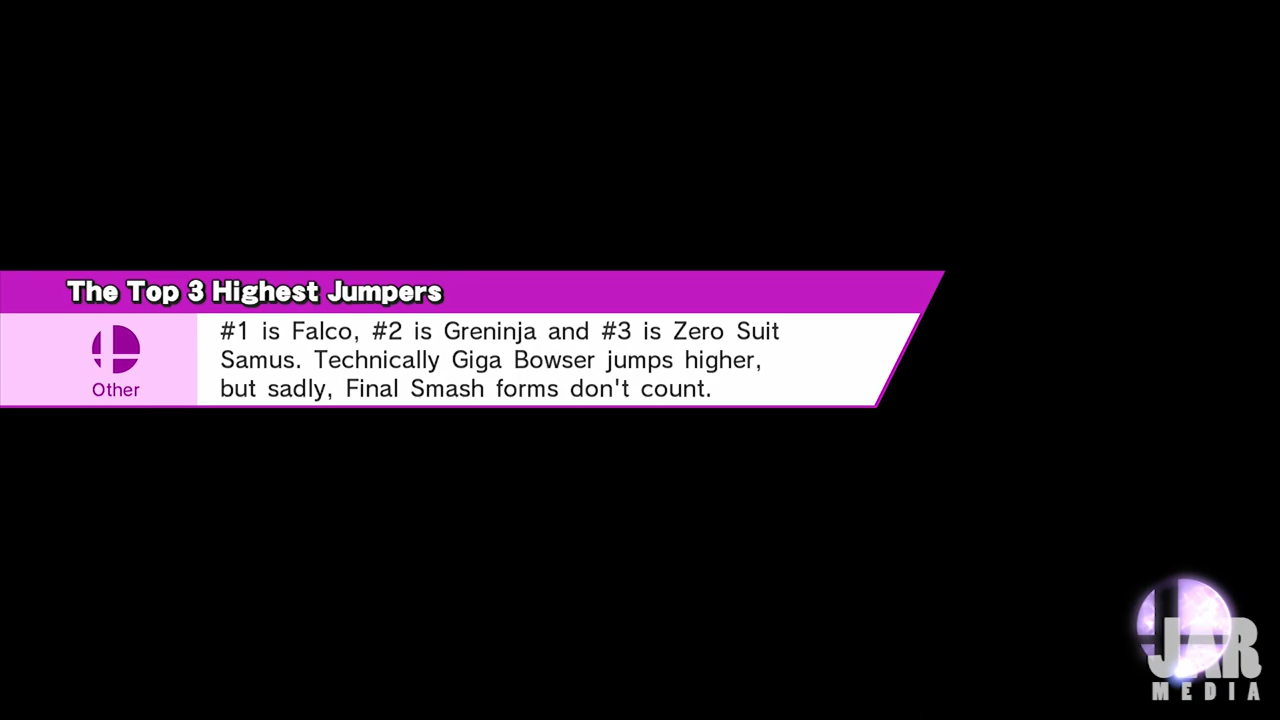 The Top 3 Highest Jumpers
#1 is Falco, #2 is Greninja and #3 is Zero Suit
Samus. Technically Giga Bowser jumps higher,
but sadly, Final Smash forms don't count.
Other
JAR
MEDIA